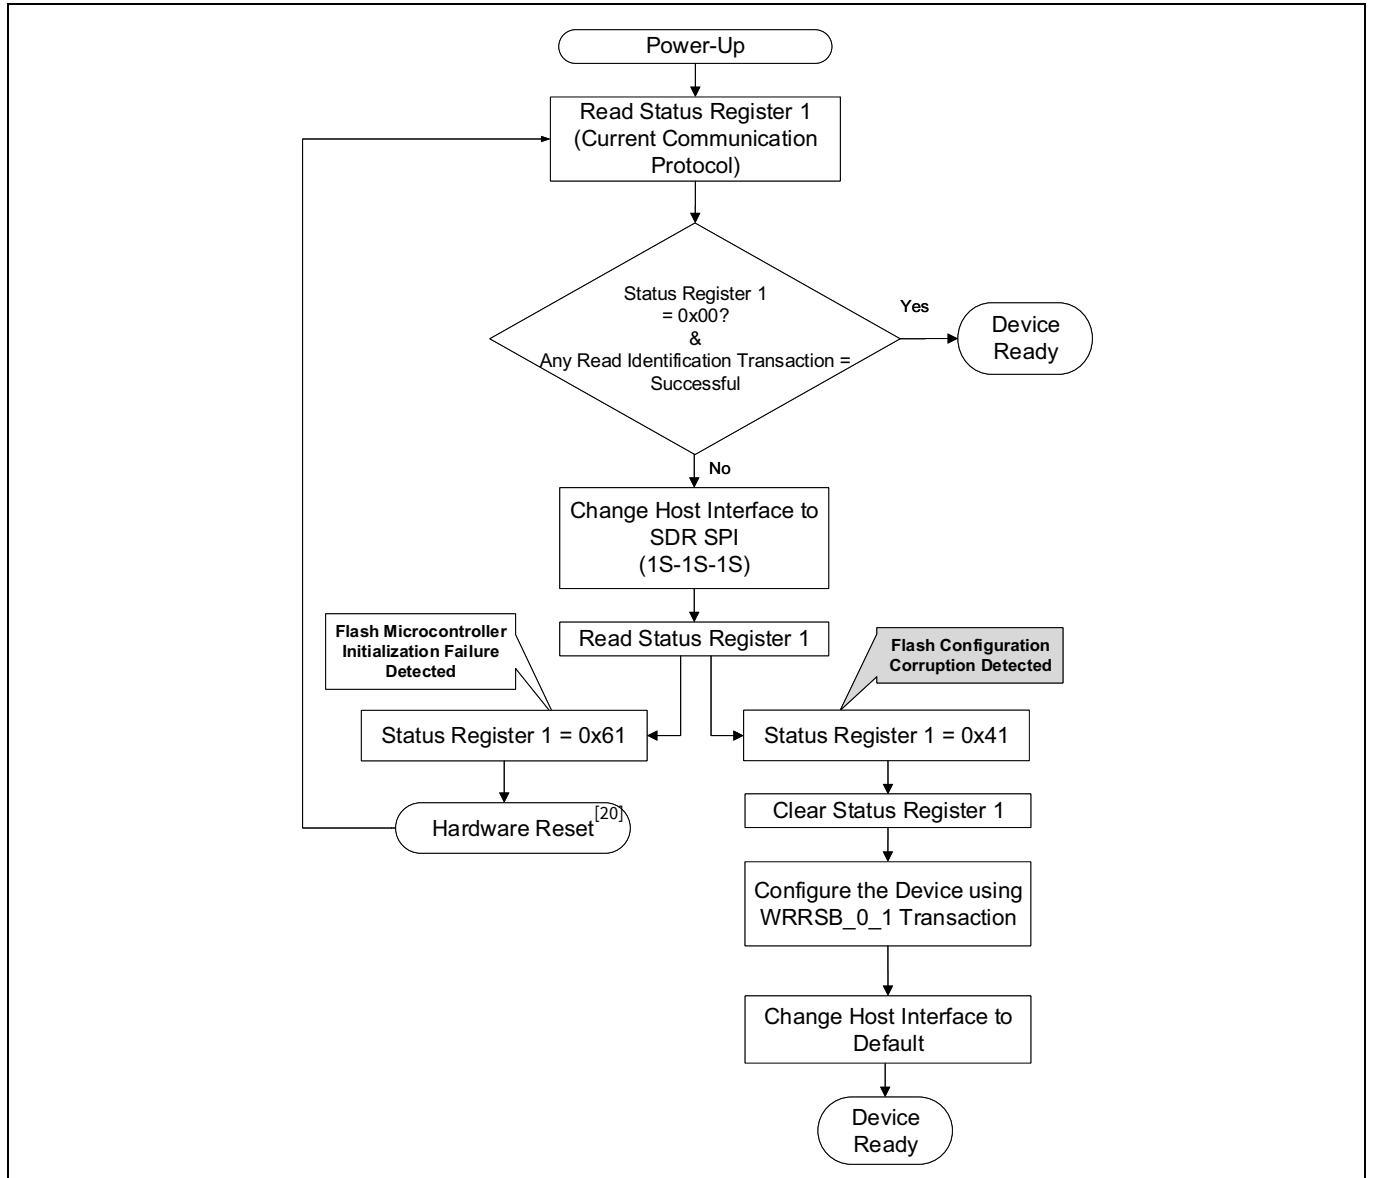 Power-Up
Read Status Register 1
(Current Communication
Protocol)
Status Register 1
= 0x00?
&
Any Read Identification Transaction =
Successful
Yes
Device
Ready
No
Change Host Interface to
SDR SPI
(1S-1S-1S)
Read Status Register 1
Flash Microcontroller
Initialization Failure
Detected
Flash Configuration
Corruption Detected
Status Register 1 = 0x61
Status Register 1 = 0x41
Hardware Reset[20]
Clear Status Register 1
Configure the Device using
WRRSB_0_1 Transaction
Change Host Interface to
Default
Device
Ready